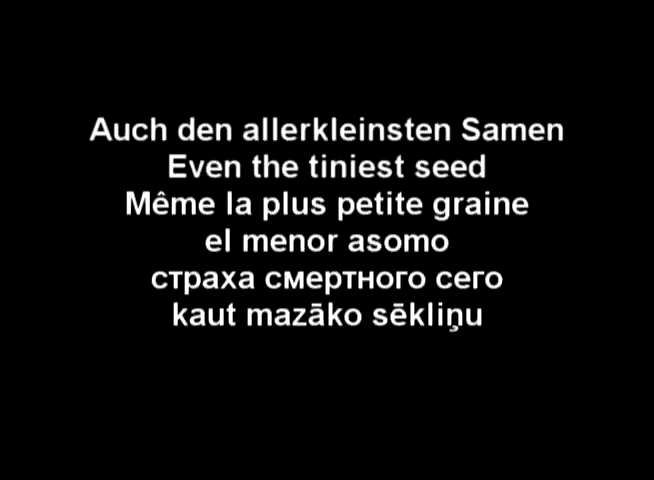 Auch den allerkleinsten Samen
Even the tiniest seed
Même la plus petite graine
el menor asomo
страха смертного сего
kaut mazāko sēkliņu